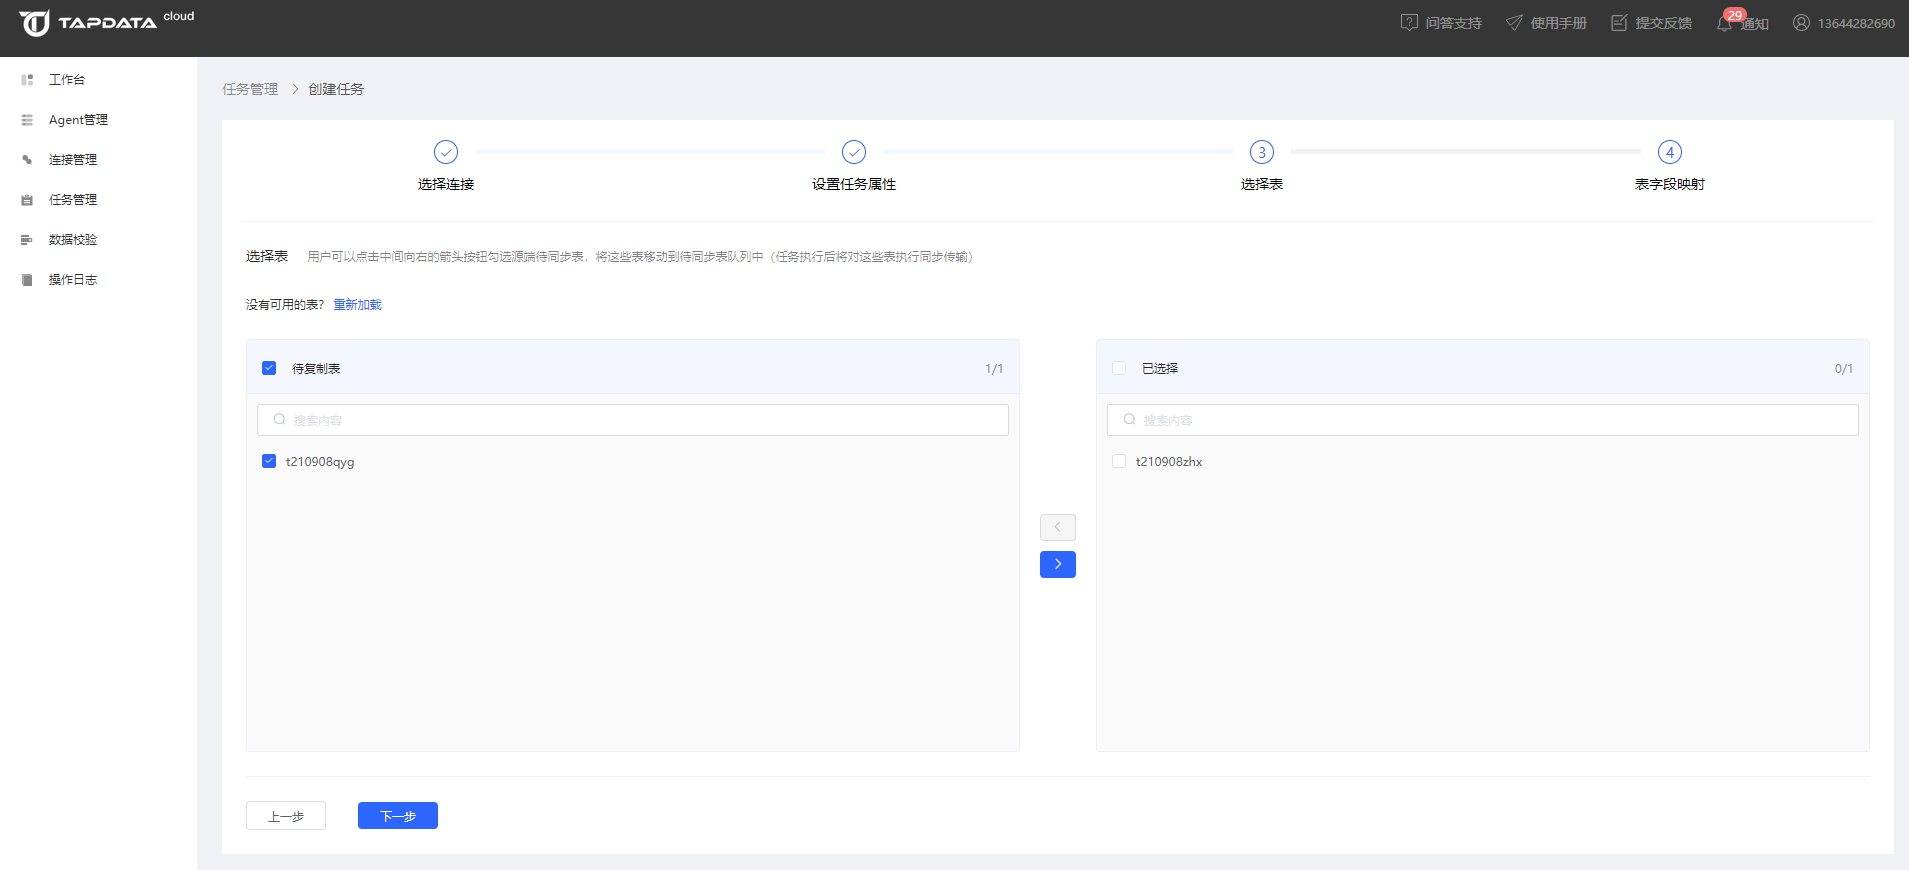 TAPDATA cloud
问答支持
使用手册
提交反馈
29
通知
13644282690
工作台
Agent管理
连接管理
任务管理
数据校验
操作日志
任务管理 > 创建任务
3
4
选择连接
设置任务属性
选择表
表字段映射
选择表 用户可以点击中间向右的箭头按钮勾选源端待同步表，将这些表移动到待同步表队列中（任务执行后将对这些表执行同步传输）
没有可用的表？ 重新加载
待复制表 1/1
搜索内容
t210908qyg
已选择 0/1
搜索内容
t210908zhx
上一步
下一步